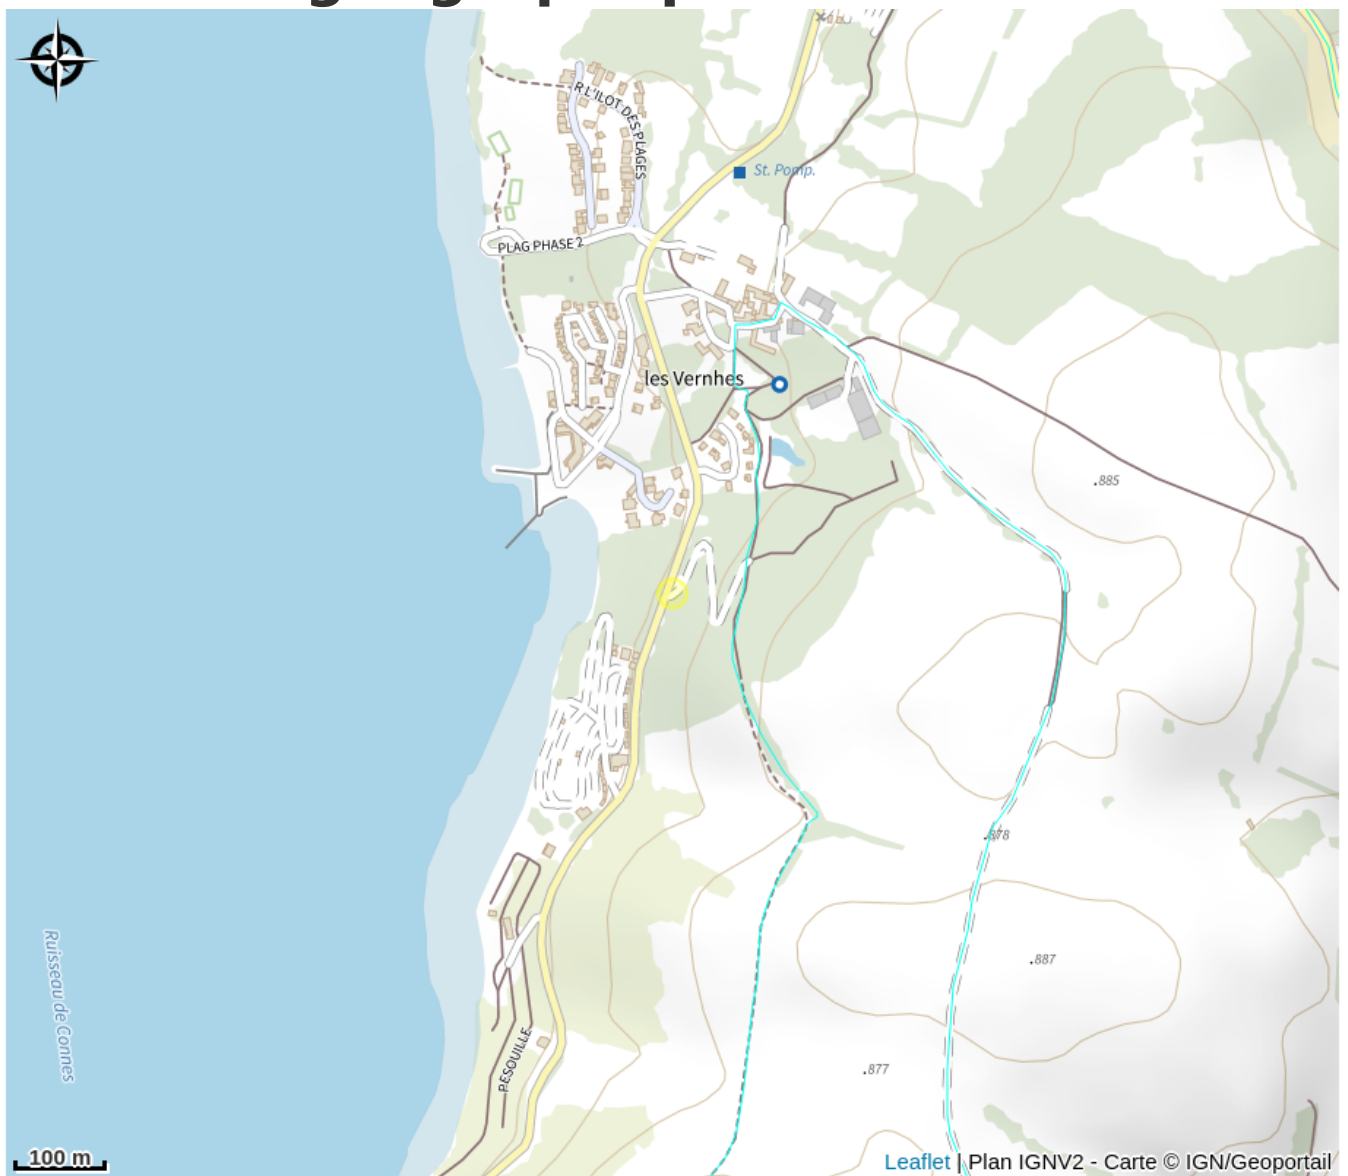 R L'ILOT DES PLAGES
St. Pomp.
PLAG PHASE 2
les Vernhes
.885
.878
.887
.877
Ruisseau de Connes
PESOUILLE
100 m
Leaflet | Plan IGNV2 - Carte © IGN/Geoportail